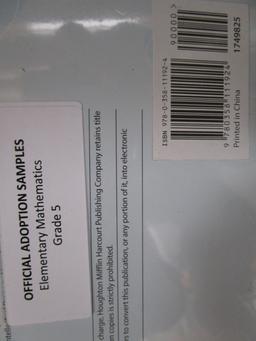 OFFICIAL ADOPTION SAMPLES
Elementary Mathematics
Grade 5
charge, Houghton Mifflin Harcourt Publishing Company retains title
copies is strictly prohibited.
to convert this publication, or any portion of it, into electronic
ISBN 978-0-358-11192-4
90000>
9 780358 111924
Printed in China
1749825